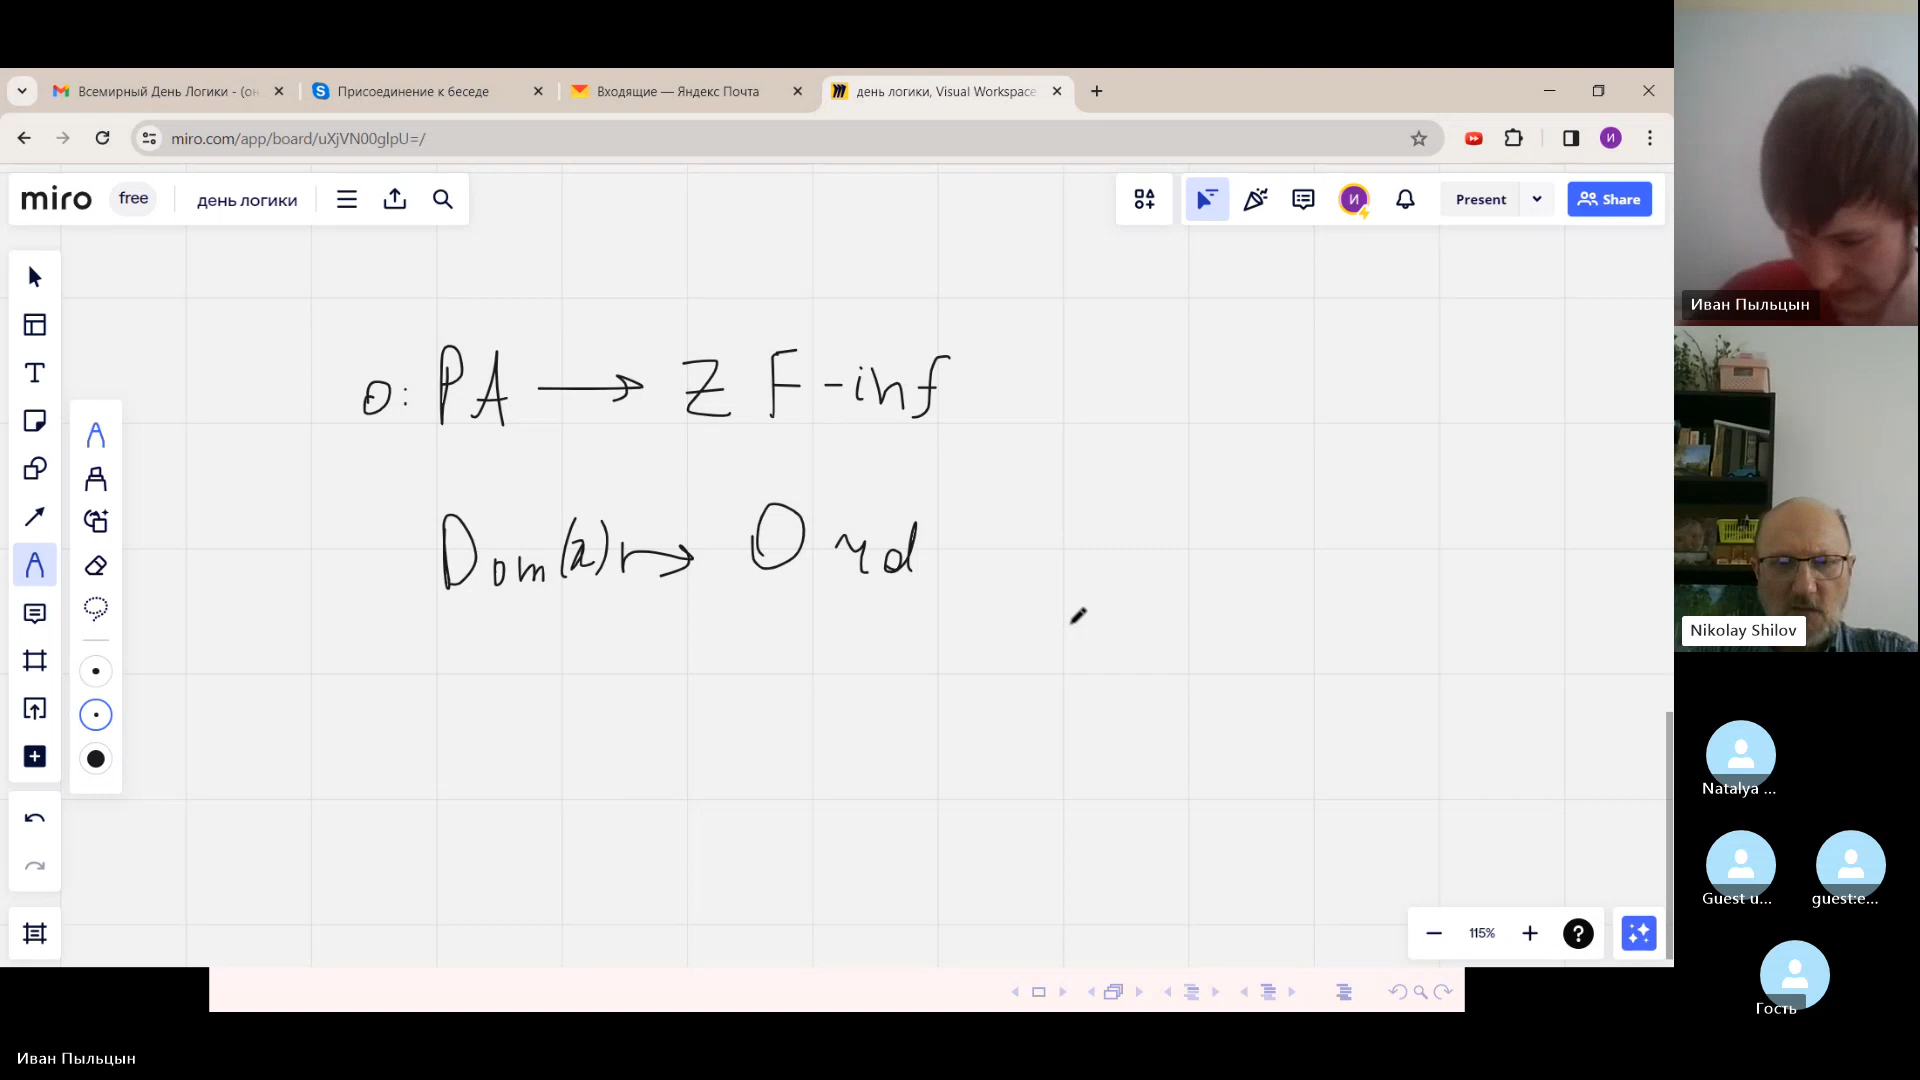 Всемирный День Логики - (он
Присоединение к беседе
Входящие — Яндекс Почта
день логики, Visual Workspace
miro.com/app/board/uXjVN00glpU=/
И
miro
free
день логики
И
Present
Share
o: PA → ZF-inf
Dom(x) ↦ Ord
115%
Иван Пыльцын
Nikolay Shilov
Natalya ...
Guest u...
guest:e...
Гость
Иван Пыльцын